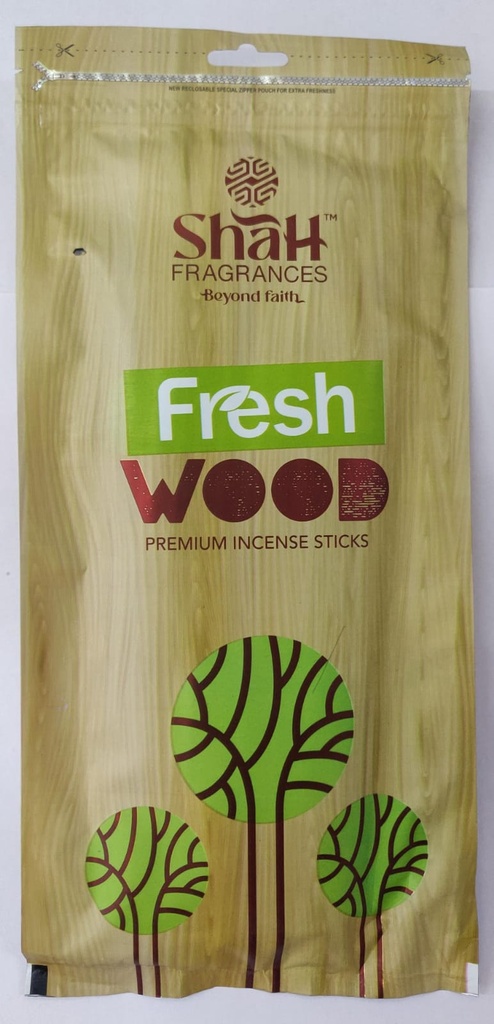 NEW RECLOSABLE SPECIAL ZIPPER POUCH FOR EXTRA FRESHNESS
ShaH™
FRAGRANCES
Beyond faith
Fresh
WOOD
PREMIUM INCENSE STICKS